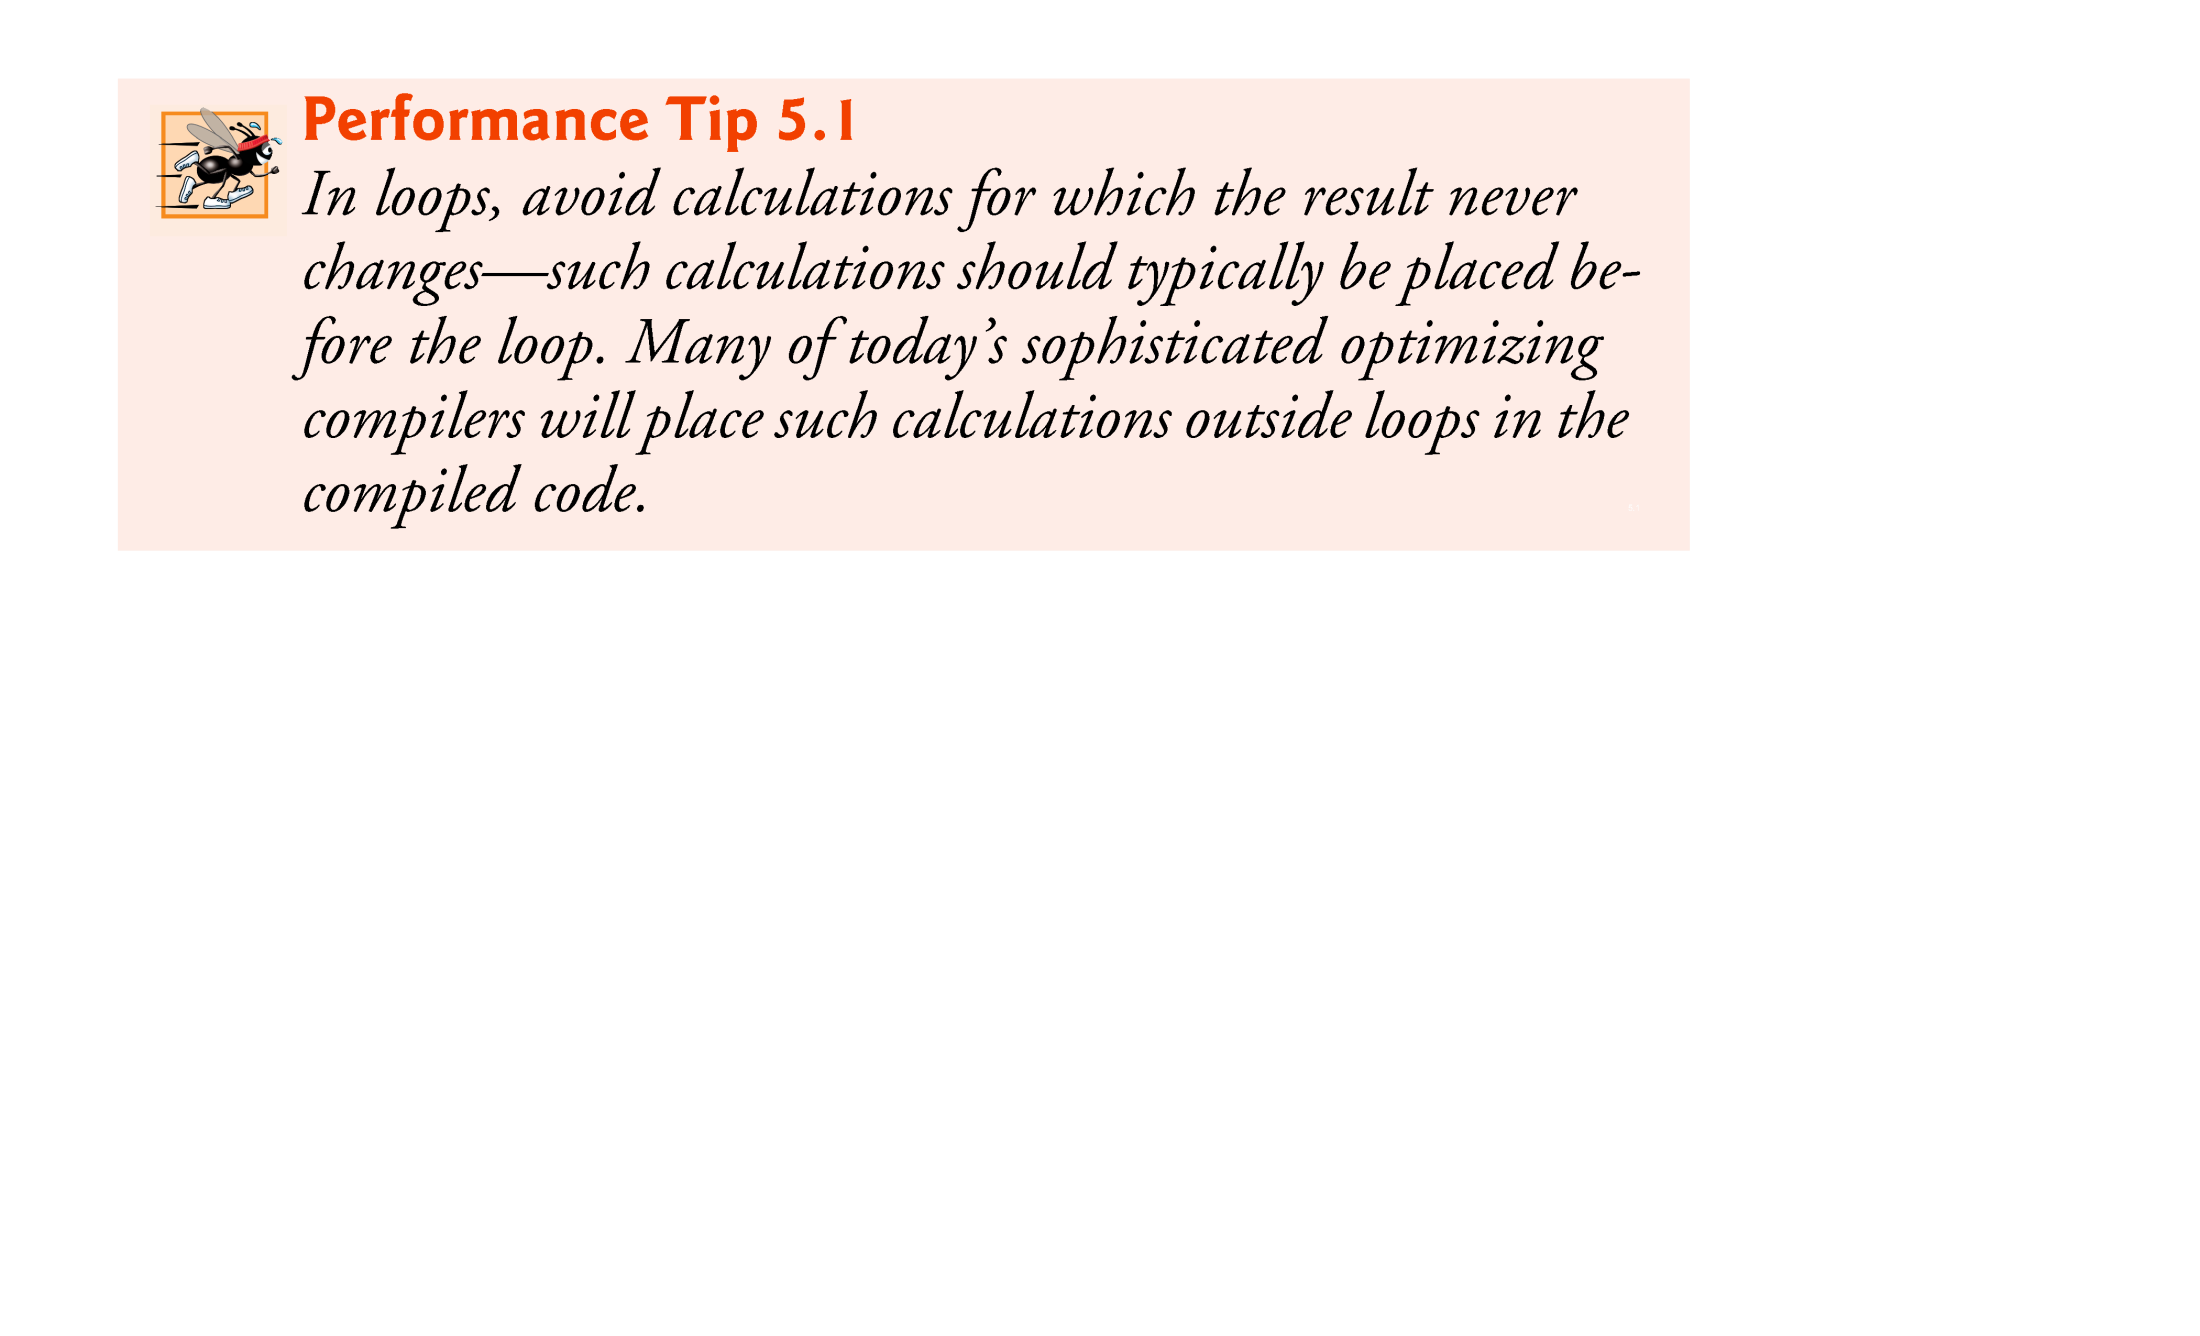 Performance Tip 5.1
In loops, avoid calculations for which the result never
changes—such calculations should typically be placed be-
fore the loop. Many of today’s sophisticated optimizing
compilers will place such calculations outside loops in the
compiled code.